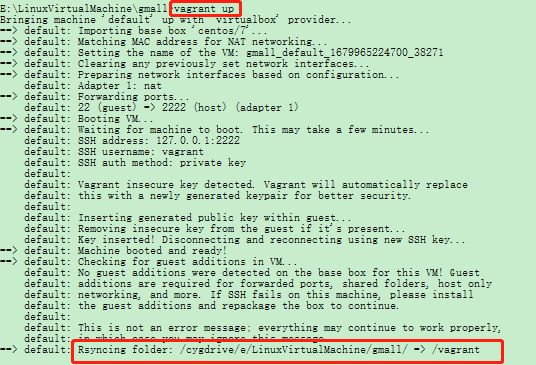 E:\LinuxVirtualMachine\gmall>vagrant up
Bringing machine 'default' up with 'virtualbox' provider...
==> default: Importing base box 'centos/7'...
==> default: Matching MAC address for NAT networking...
==> default: Setting the name of the VM: gmall_default_1679965224700_38271
==> default: Clearing any previously set network interfaces...
==> default: Preparing network interfaces based on configuration...
default: Adapter 1: nat
==> default: Forwarding ports...
default: 22 (guest) => 2222 (host) (adapter 1)
==> default: Booting VM...
==> default: Waiting for machine to boot. This may take a few minutes...
default: SSH address: 127.0.0.1:2222
default: SSH username: vagrant
default: SSH auth method: private key
default:
default: Vagrant insecure key detected. Vagrant will automatically replace
default: this with a newly generated keypair for better security.
default:
default: Inserting generated public key within guest...
default: Removing insecure key from the guest if it's present...
default: Key inserted! Disconnecting and reconnecting using new SSH key...
==> default: Machine booted and ready!
==> default: Checking for guest additions in VM...
default: No guest additions were detected on the base box for this VM! Guest
default: additions are required for forwarded ports, shared folders, host only
default: networking, and more. If SSH fails on this machine, please install
default: the guest additions and repackage the box to continue.
default:
default: This is not an error message; everything may continue to work properly,
default: in which case you may ignore this message.
==> default: Rsyncing folder: /cygdrive/e/LinuxVirtualMachine/gmall/ => /vagrant